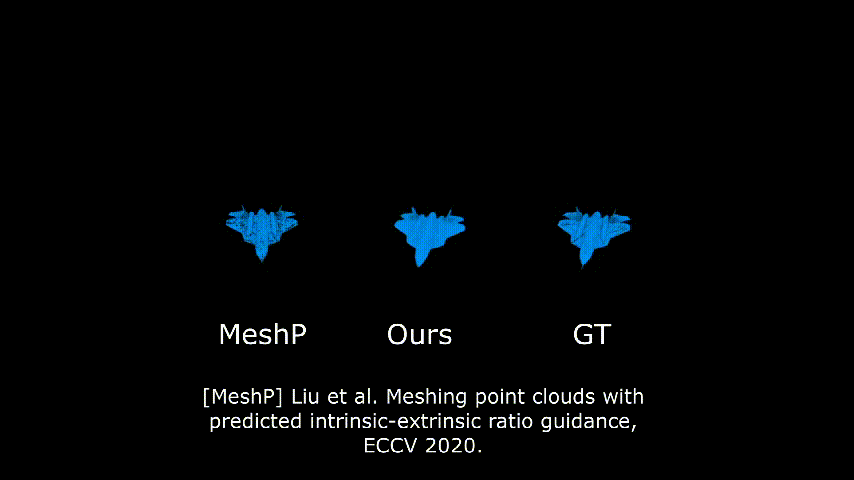 MeshP Ours GT
[MeshP] Liu et al. Meshing point clouds with
predicted intrinsic-extrinsic ratio guidance,
ECCV 2020.